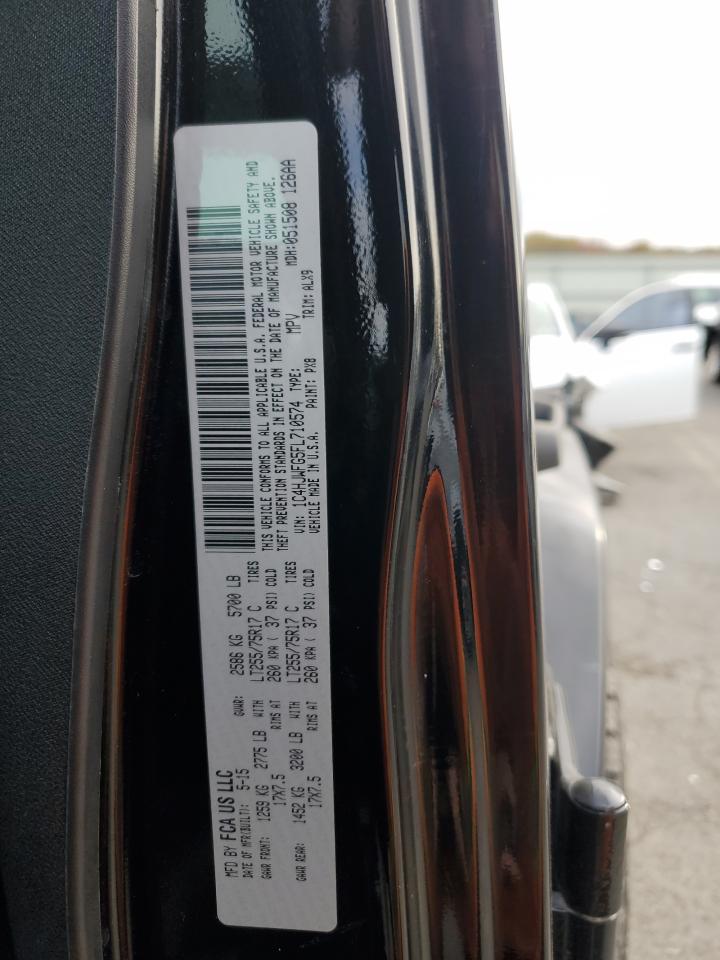 MFD BY FCA US LLC
DATE OF MFR(BUILT): 5-15 GVWR: 2586 KG 5700 LB
GAWR FRONT: 1259 KG 2775 LB WITH LT255/75R17 C TIRES
17X7.5 RIMS AT 260 KPA ( 37 PSI) COLD
GAWR REAR: 1452 KG 3200 LB WITH LT255/75R17 C TIRES
17X7.5 RIMS AT 260 KPA ( 37 PSI) COLD
THIS VEHICLE CONFORMS TO ALL APPLICABLE U.S.A. FEDERAL MOTOR VEHICLE SAFETY AND
THEFT PREVENTION STANDARDS IN EFFECT ON THE DATE OF MANUFACTURE SHOWN ABOVE.
VIN: 1C4HJWFG5FL710574 TYPE: MPV MDH:051508 126AA
VEHICLE MADE IN U.S.A. PAINT: PX8 TRIM: ALX9